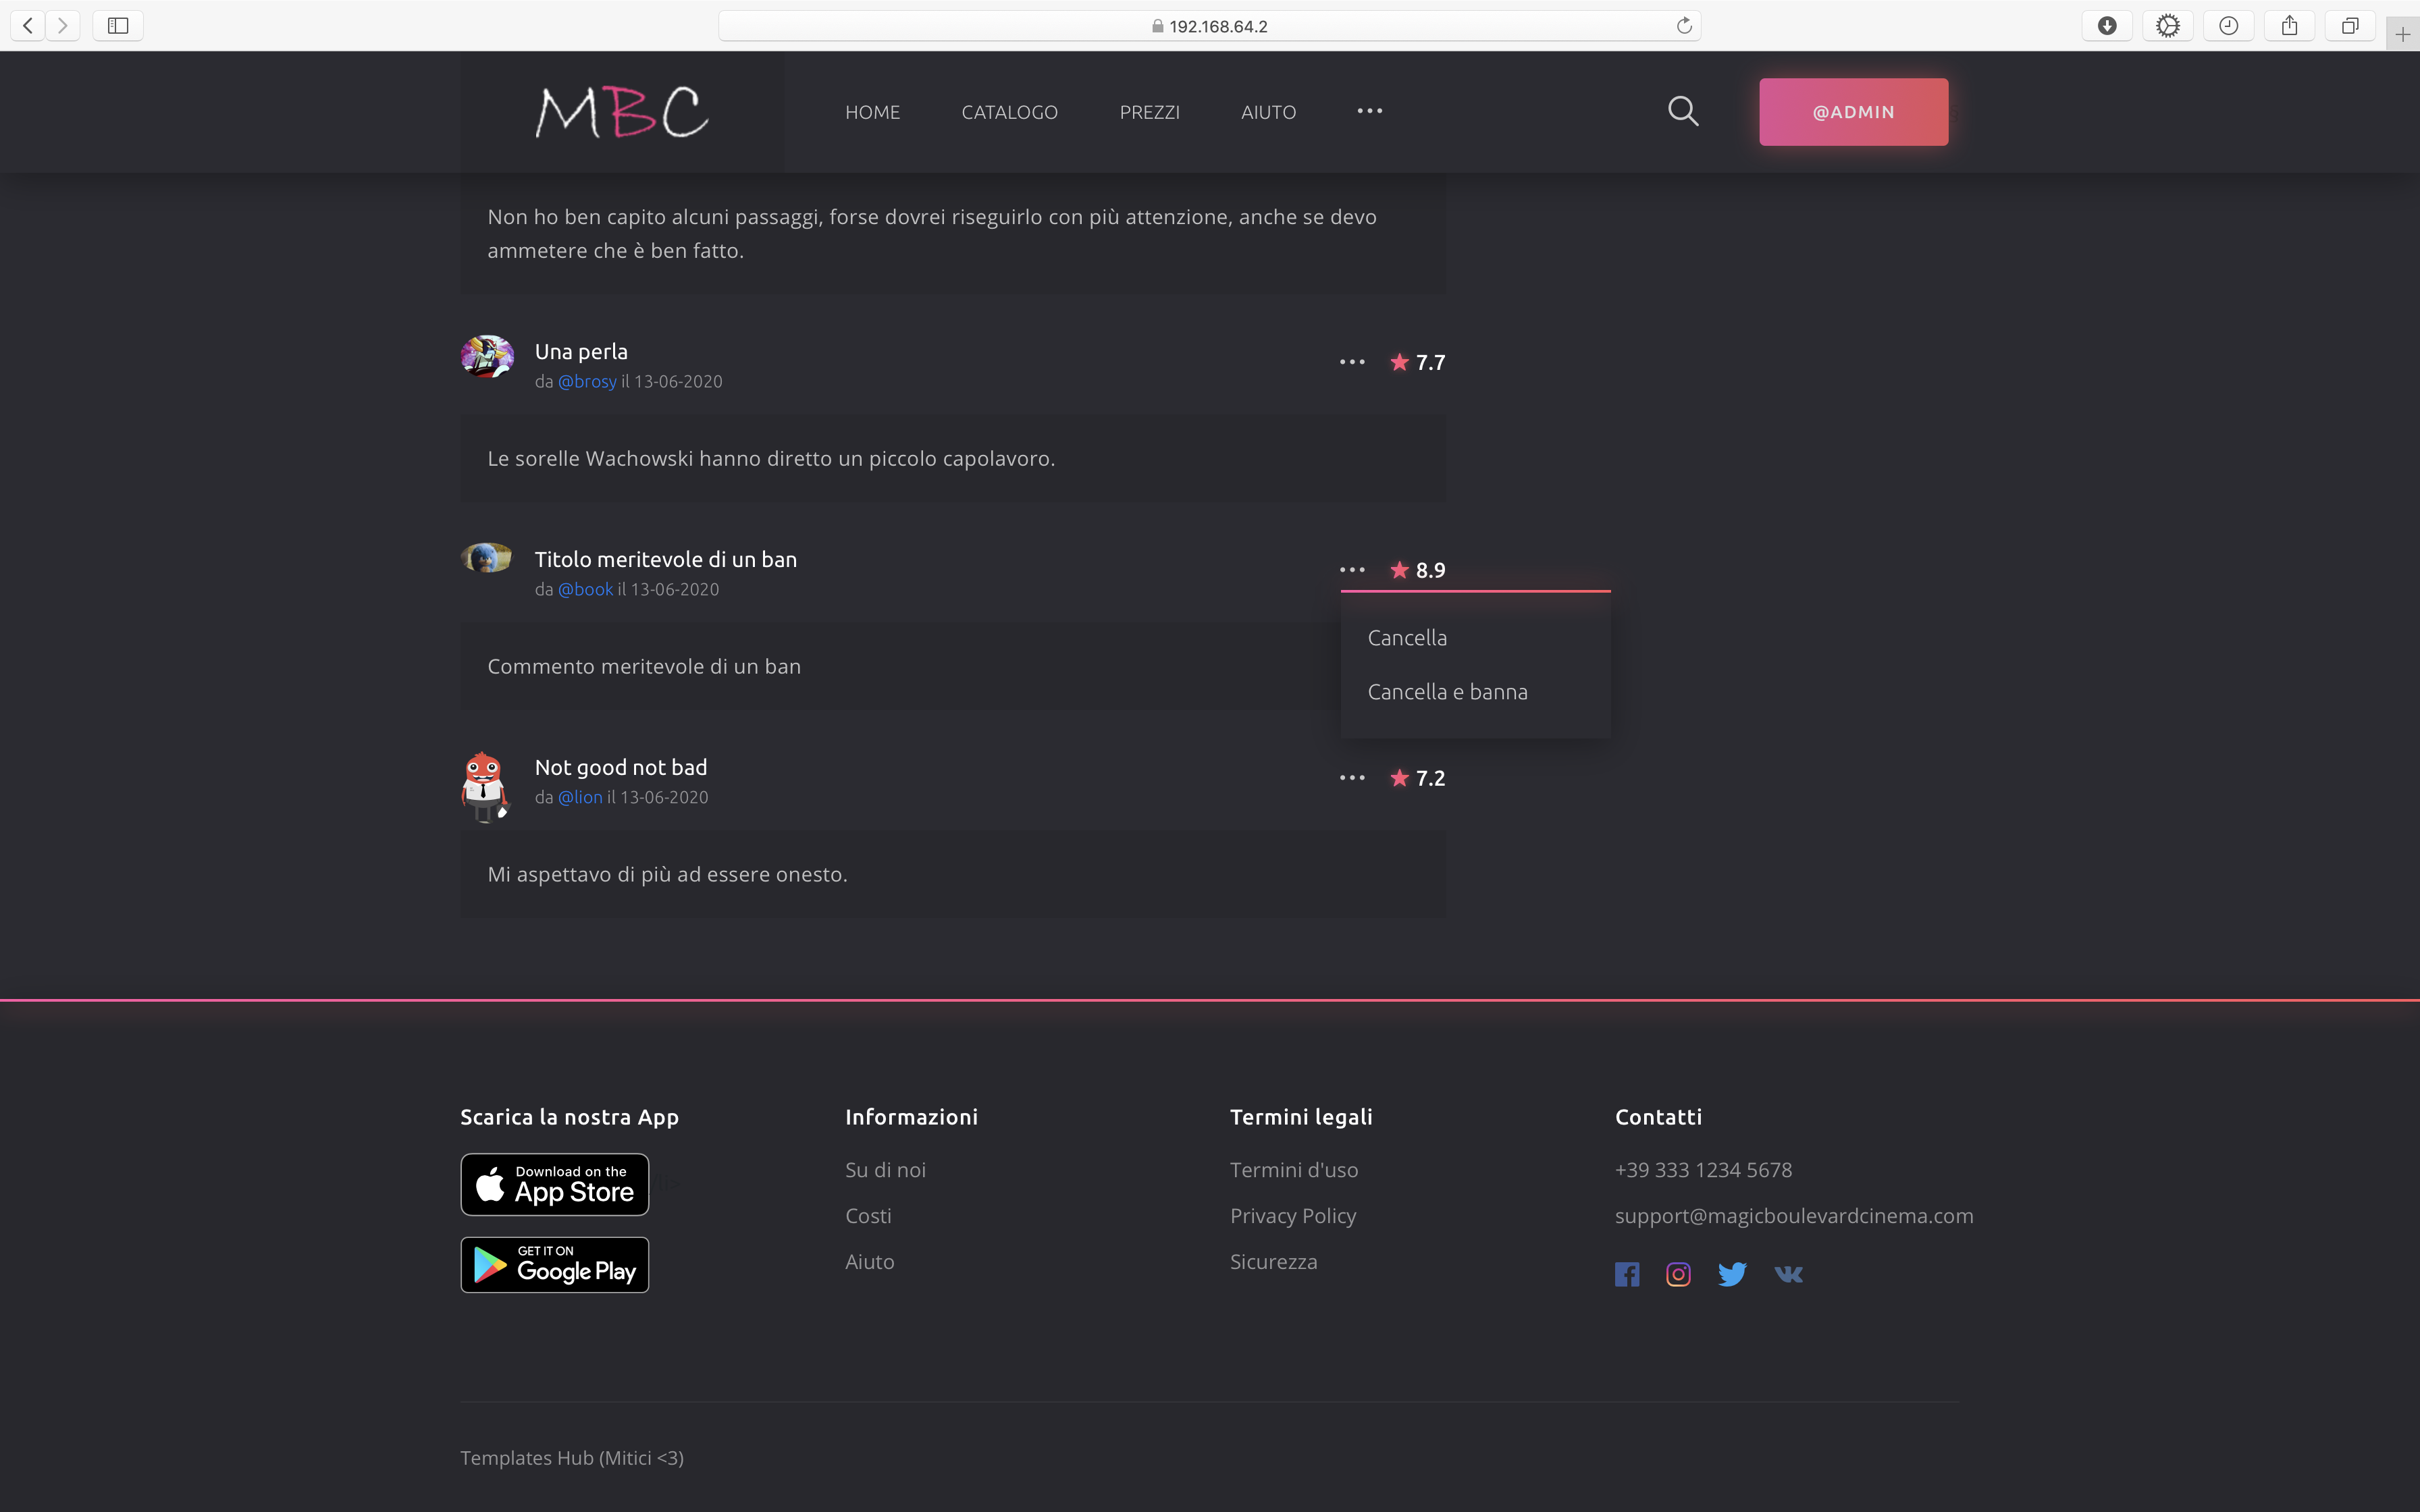 192.168.64.2
MBC
HOME
CATALOGO
PREZZI
AIUTO
@ADMIN
Non ho ben capito alcuni passaggi, forse dovrei riseguirlo con più attenzione, anche se devo
ammetere che è ben fatto.
Una perla
da @brosy il 13-06-2020
7.7
Le sorelle Wachowski hanno diretto un piccolo capolavoro.
Titolo meritevole di un ban
da @book il 13-06-2020
8.9
Cancella
Cancella e banna
Commento meritevole di un ban
Not good not bad
da @lion il 13-06-2020
7.2
Mi aspettavo di più ad essere onesto.
Scarica la nostra App
Download on the
App Store
GET IT ON
Google Play
Informazioni
Su di noi
Costi
Aiuto
Termini legali
Termini d'uso
Privacy Policy
Sicurezza
Contatti
+39 333 1234 5678
support@magicboulevardcinema.com
Templates Hub (Mitici <3)